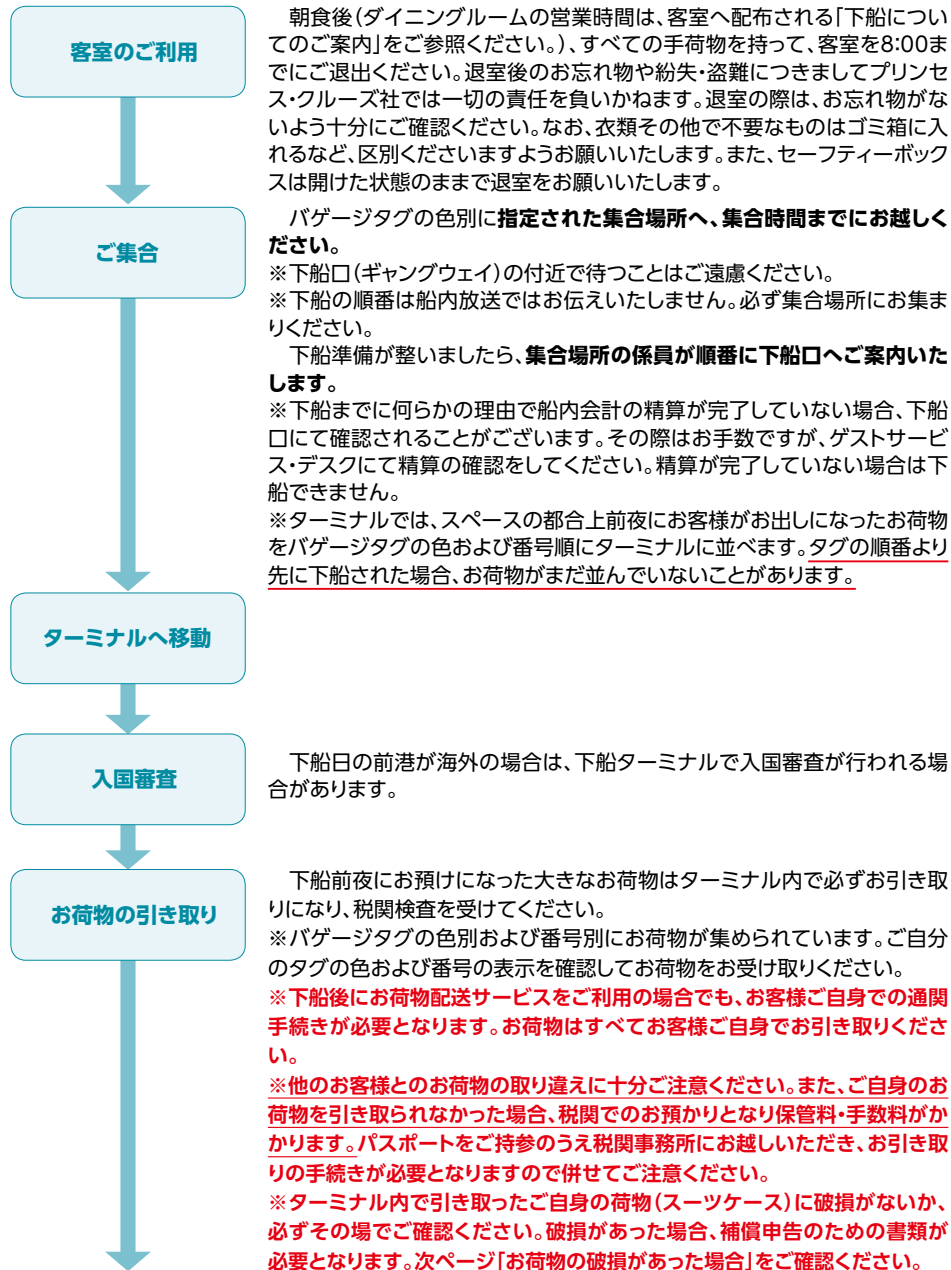 客室のご利用
朝食後(ダイニングルームの営業時間は、客室へ配布される「下船につい
てのご案内」をご参照ください。)、すべての手荷物を持って、客室を8:00ま
でにご退出ください。退室後のお忘れ物や紛失・盗難につきましてプリンセ
ス・クルーズ社では一切の責任を負いかねます。退室の際は、お忘れ物がな
いよう十分にご確認ください。なお、衣類その他で不要なものはゴミ箱に入
れるなど、区別くださいますようお願いいたします。また、セーフティーボック
スは開けた状態のままで退室をお願いいたします。
ご集合
バゲージタグの色別に指定された集合場所へ、集合時間までにお越しく
ださい。
※下船口(ギャングウェイ)の付近で待つことはご遠慮ください。
※下船の順番は船内放送ではお伝えいたしません。必ず集合場所にお集ま
りください。
下船準備が整いましたら、集合場所の係員が順番に下船口へご案内いた
します。
※下船までに何らかの理由で船内会計の精算が完了していない場合、下船
口にて確認されることがございます。その際はお手数ですが、ゲストサービ
ス・デスクにて精算の確認をしてください。精算が完了していない場合は下
船できません。
※ターミナルでは、スペースの都合上前夜にお客様がお出しになったお荷物
をバゲージタグの色および番号順にターミナルに並べます。タグの順番より
先に下船された場合、お荷物がまだ並んでいないことがあります。
ターミナルへ移動
入国審査
下船日の前港が海外の場合は、下船ターミナルで入国審査が行われる場
合があります。
お荷物の引き取り
下船前夜にお預けになった大きなお荷物はターミナル内で必ずお引き取
りになり、税関検査を受けてください。
※バゲージタグの色別および番号別にお荷物が集められています。ご自分
のタグの色および番号の表示を確認してお荷物をお受け取りください。
※下船後にお荷物配送サービスをご利用の場合でも、お客様ご自身での通関
手続きが必要となります。お荷物はすべてお客様ご自身でお引き取りくださ
い。
※他のお客様とのお荷物の取り違えに十分ご注意ください。また、ご自身のお
荷物を引き取られなかった場合、税関でのお預かりとなり保管料・手数料がか
かります。パスポートをご持参のうえ税関事務所にお越しいただき、お引き取
りの手続きが必要となりますので併せてご注意ください。
※ターミナル内で引き取ったご自身の荷物(スーツケース)に破損がないか、
必ずその場でご確認ください。破損があった場合、補償申告のための書類が
必要となります。次ページ「お荷物の破損があった場合」をご確認ください。